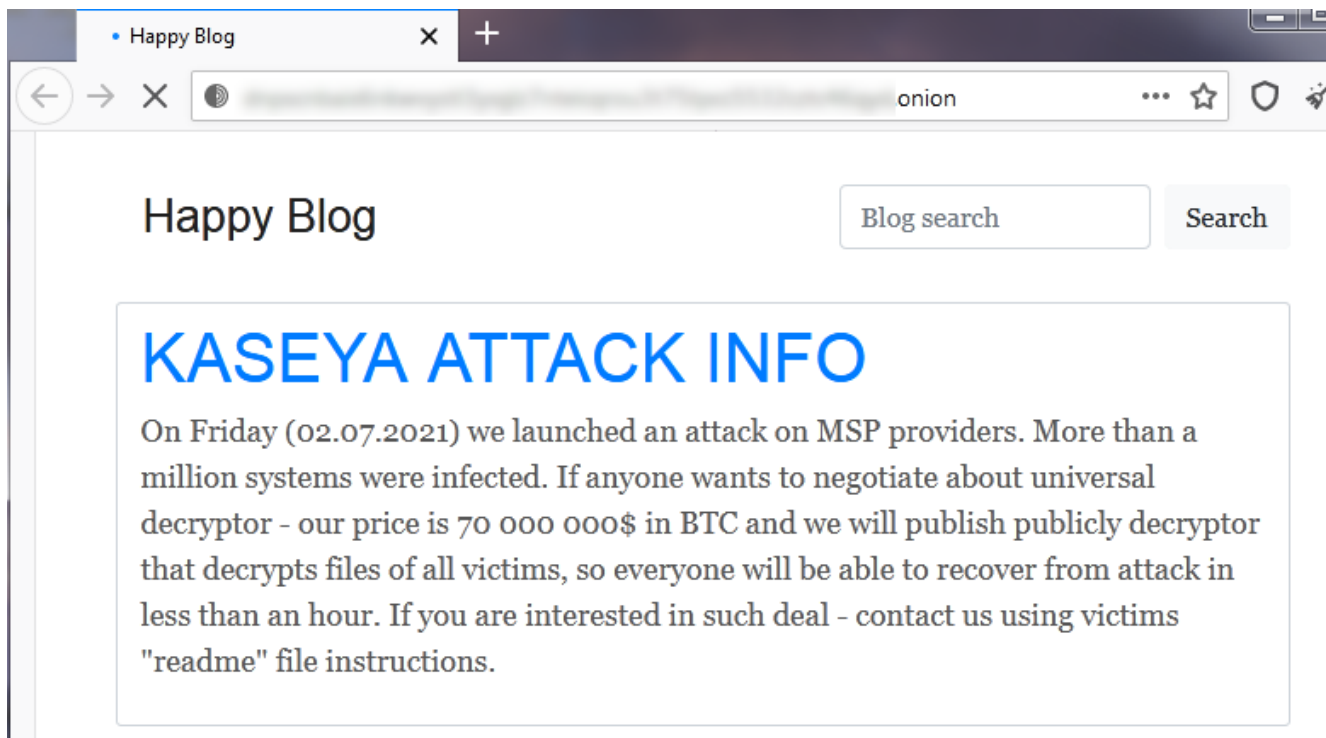 Happy Blog
.onion
Happy Blog
Blog search
Search
KASEYA ATTACK INFO
On Friday (02.07.2021) we launched an attack on MSP providers. More than a
million systems were infected. If anyone wants to negotiate about universal
decryptor - our price is 70 000 000$ in BTC and we will publish publicly decryptor
that decrypts files of all victims, so everyone will be able to recover from attack in
less than an hour. If you are interested in such deal - contact us using victims
"readme" file instructions.